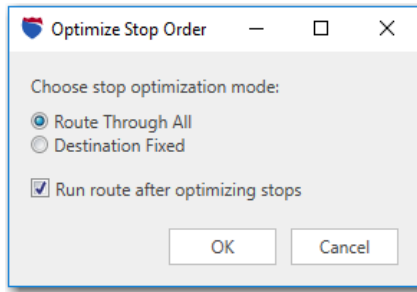 Optimize Stop Order
Choose stop optimization mode:
Route Through All
Destination Fixed
Run route after optimizing stops
OK
Cancel